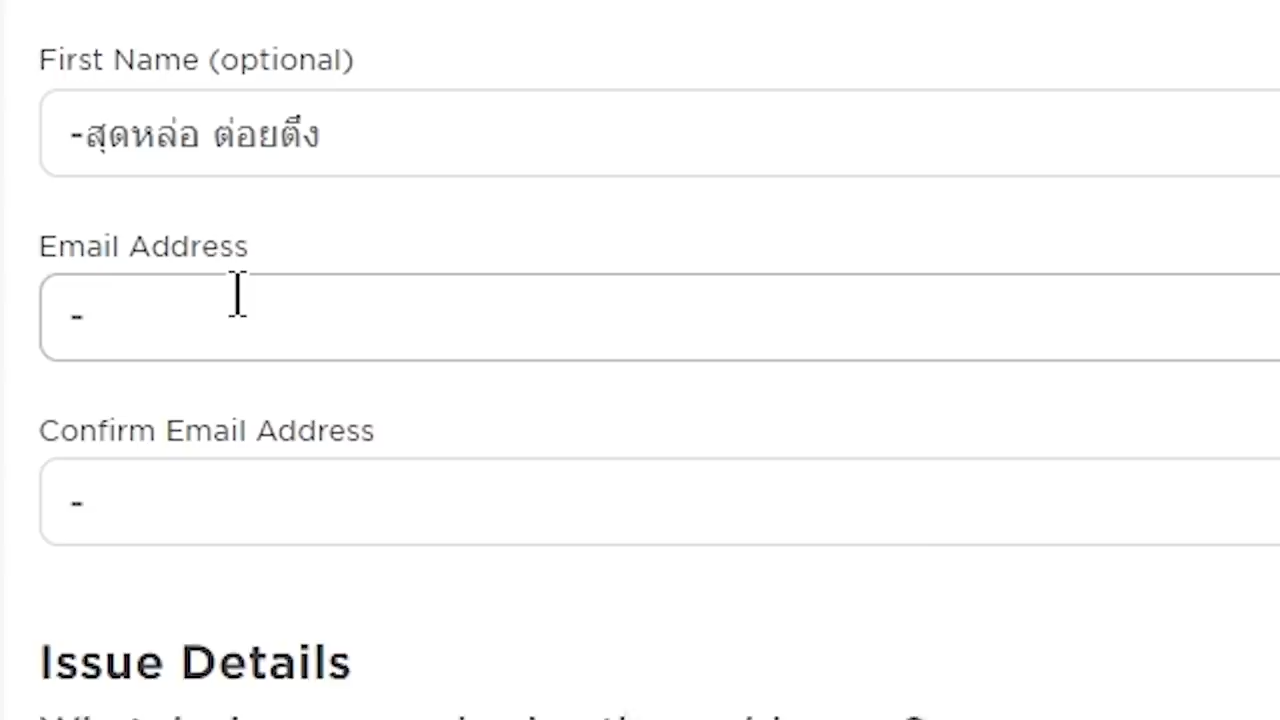 First Name (optional)
-สุดหล่อ ต่อยตึง
Email Address
-
Confirm Email Address
-
Issue Details